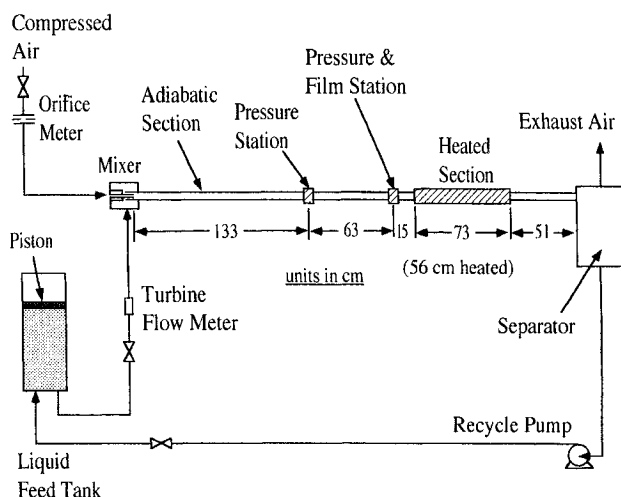 Compressed
Air
Orifice
Meter
Mixer
Adiabatic
Section
Pressure
Station
Pressure &
Film Station
Heated
Section
Exhaust Air
133
63
15
73
51
units in cm
(56 cm heated)
Piston
Turbine
Flow Meter
Separator
Recycle Pump
Liquid
Feed Tank